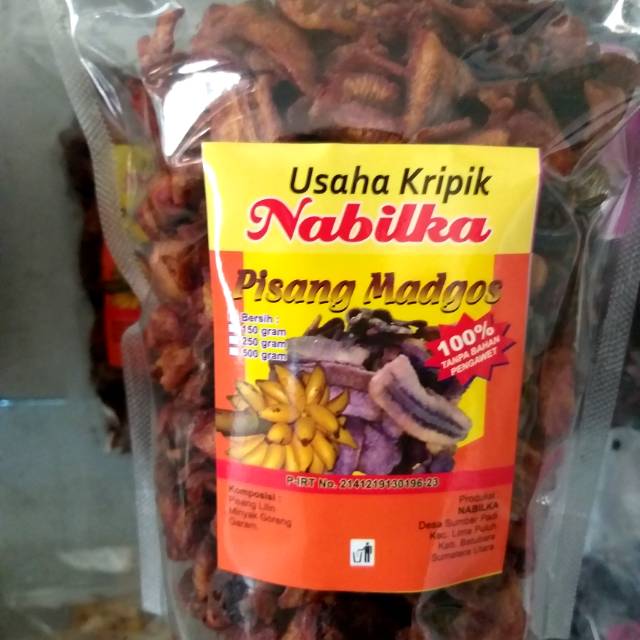 Usaha Kripik
Nabilka
Pisang Madgos
Bersih :
150 gram
250 gram
500 gram
100%
TANPA BAHAN
PENGAWET
P-IRT No. 2141219130196-23
Komposisi :
Pisang Lilin
Minyak Goreng
Garam
Produksi :
NABILKA
Desa Sumber Padi
Kec. Lima Puluh
Kab. Batubara
Sumatera Utara